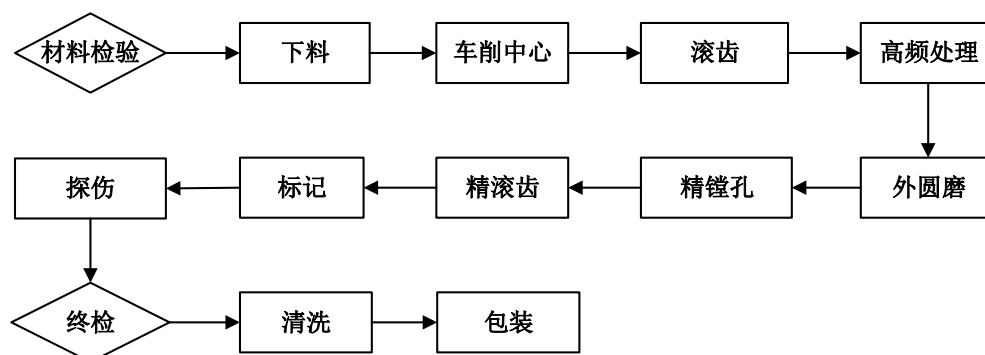 材料检验
下料
车削中心
滚齿
高频处理
外圆磨
精镗孔
精滚齿
标记
探伤
终检
清洗
包装